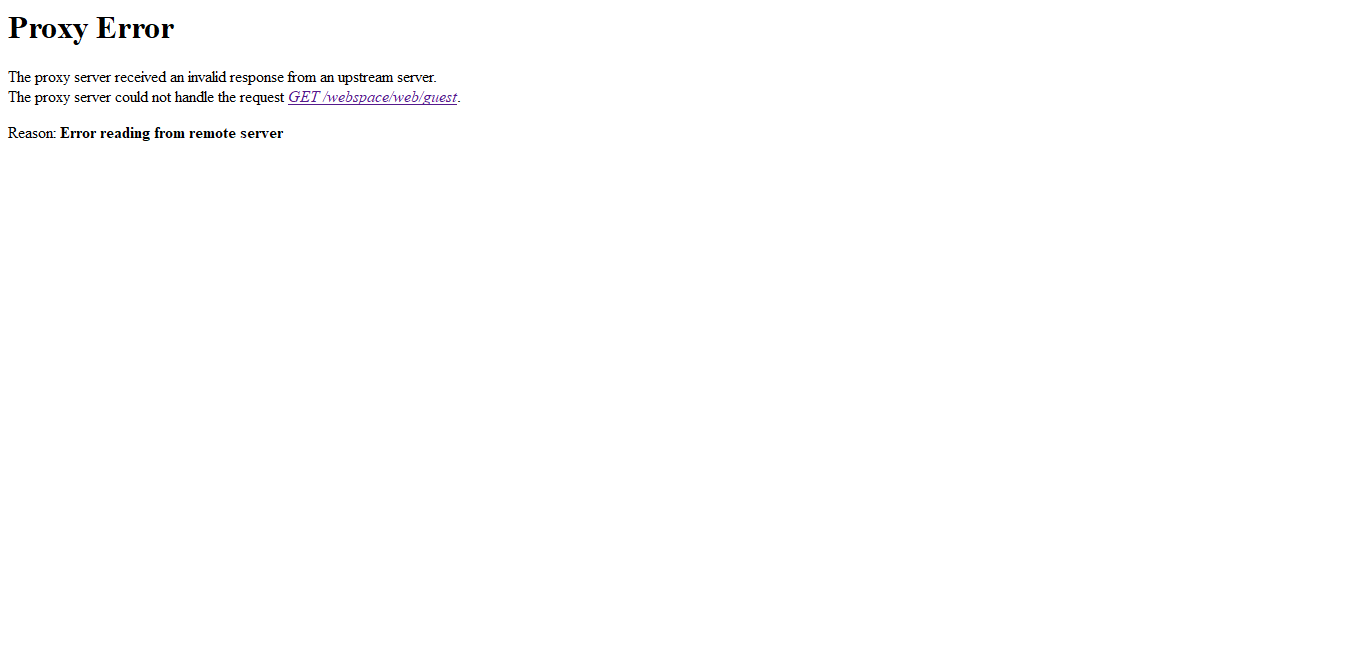 Proxy Error
The proxy server received an invalid response from an upstream server.
The proxy server could not handle the request GET /webspace/web/guest.
Reason: Error reading from remote server